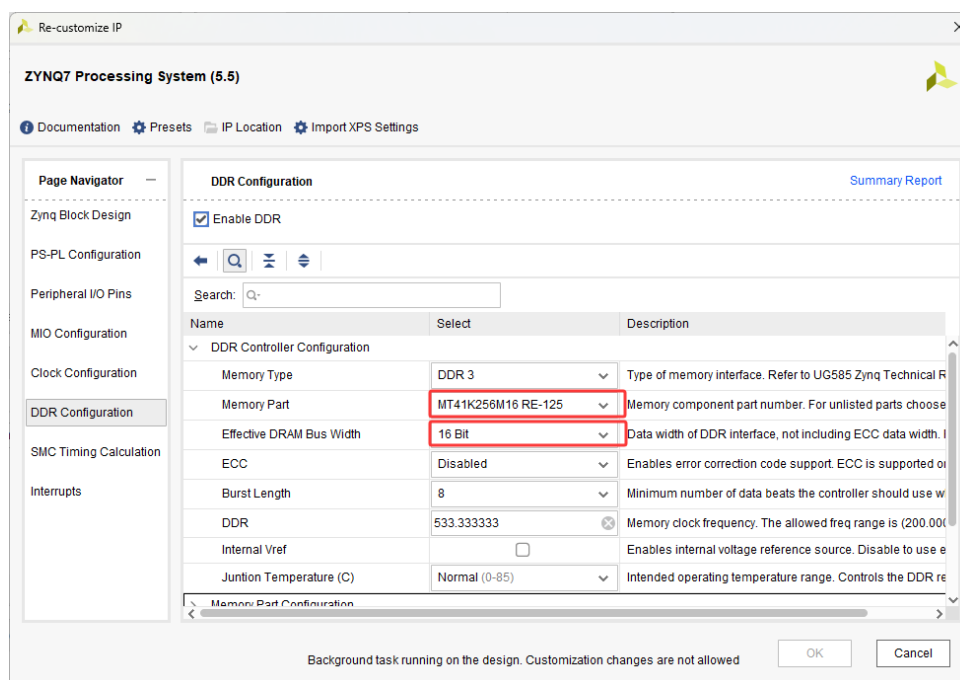 Re-customize IP
ZYNQ7 Processing System (5.5)
Documentation Presets IP Location Import XPS Settings
Page Navigator
Zynq Block Design
PS-PL Configuration
Peripheral I/O Pins
MIO Configuration
Clock Configuration
DDR Configuration
SMC Timing Calculation
Interrupts
DDR Configuration Summary Report
Enable DDR
Search:
Name Select Description
DDR Controller Configuration
Memory Type DDR 3 Type of memory interface. Refer to UG585 Zynq Technical R
Memory Part MT41K256M16 RE-125 Memory component part number. For unlisted parts choose
Effective DRAM Bus Width 16 Bit Data width of DDR interface, not including ECC data width.
ECC Disabled Enables error correction code support. ECC is supported o
Burst Length 8 Minimum number of data beats the controller should use w
DDR 533.333333 Memory clock frequency. The allowed freq range is (200.000
Internal Vref Enables internal voltage reference source. Disable to use e
Juntion Temperature (C) Normal (0-85) Intended operating temperature range. Controls the DDR re
Memory Part Configuration
Background task running on the design. Customization changes are not allowed
OK Cancel